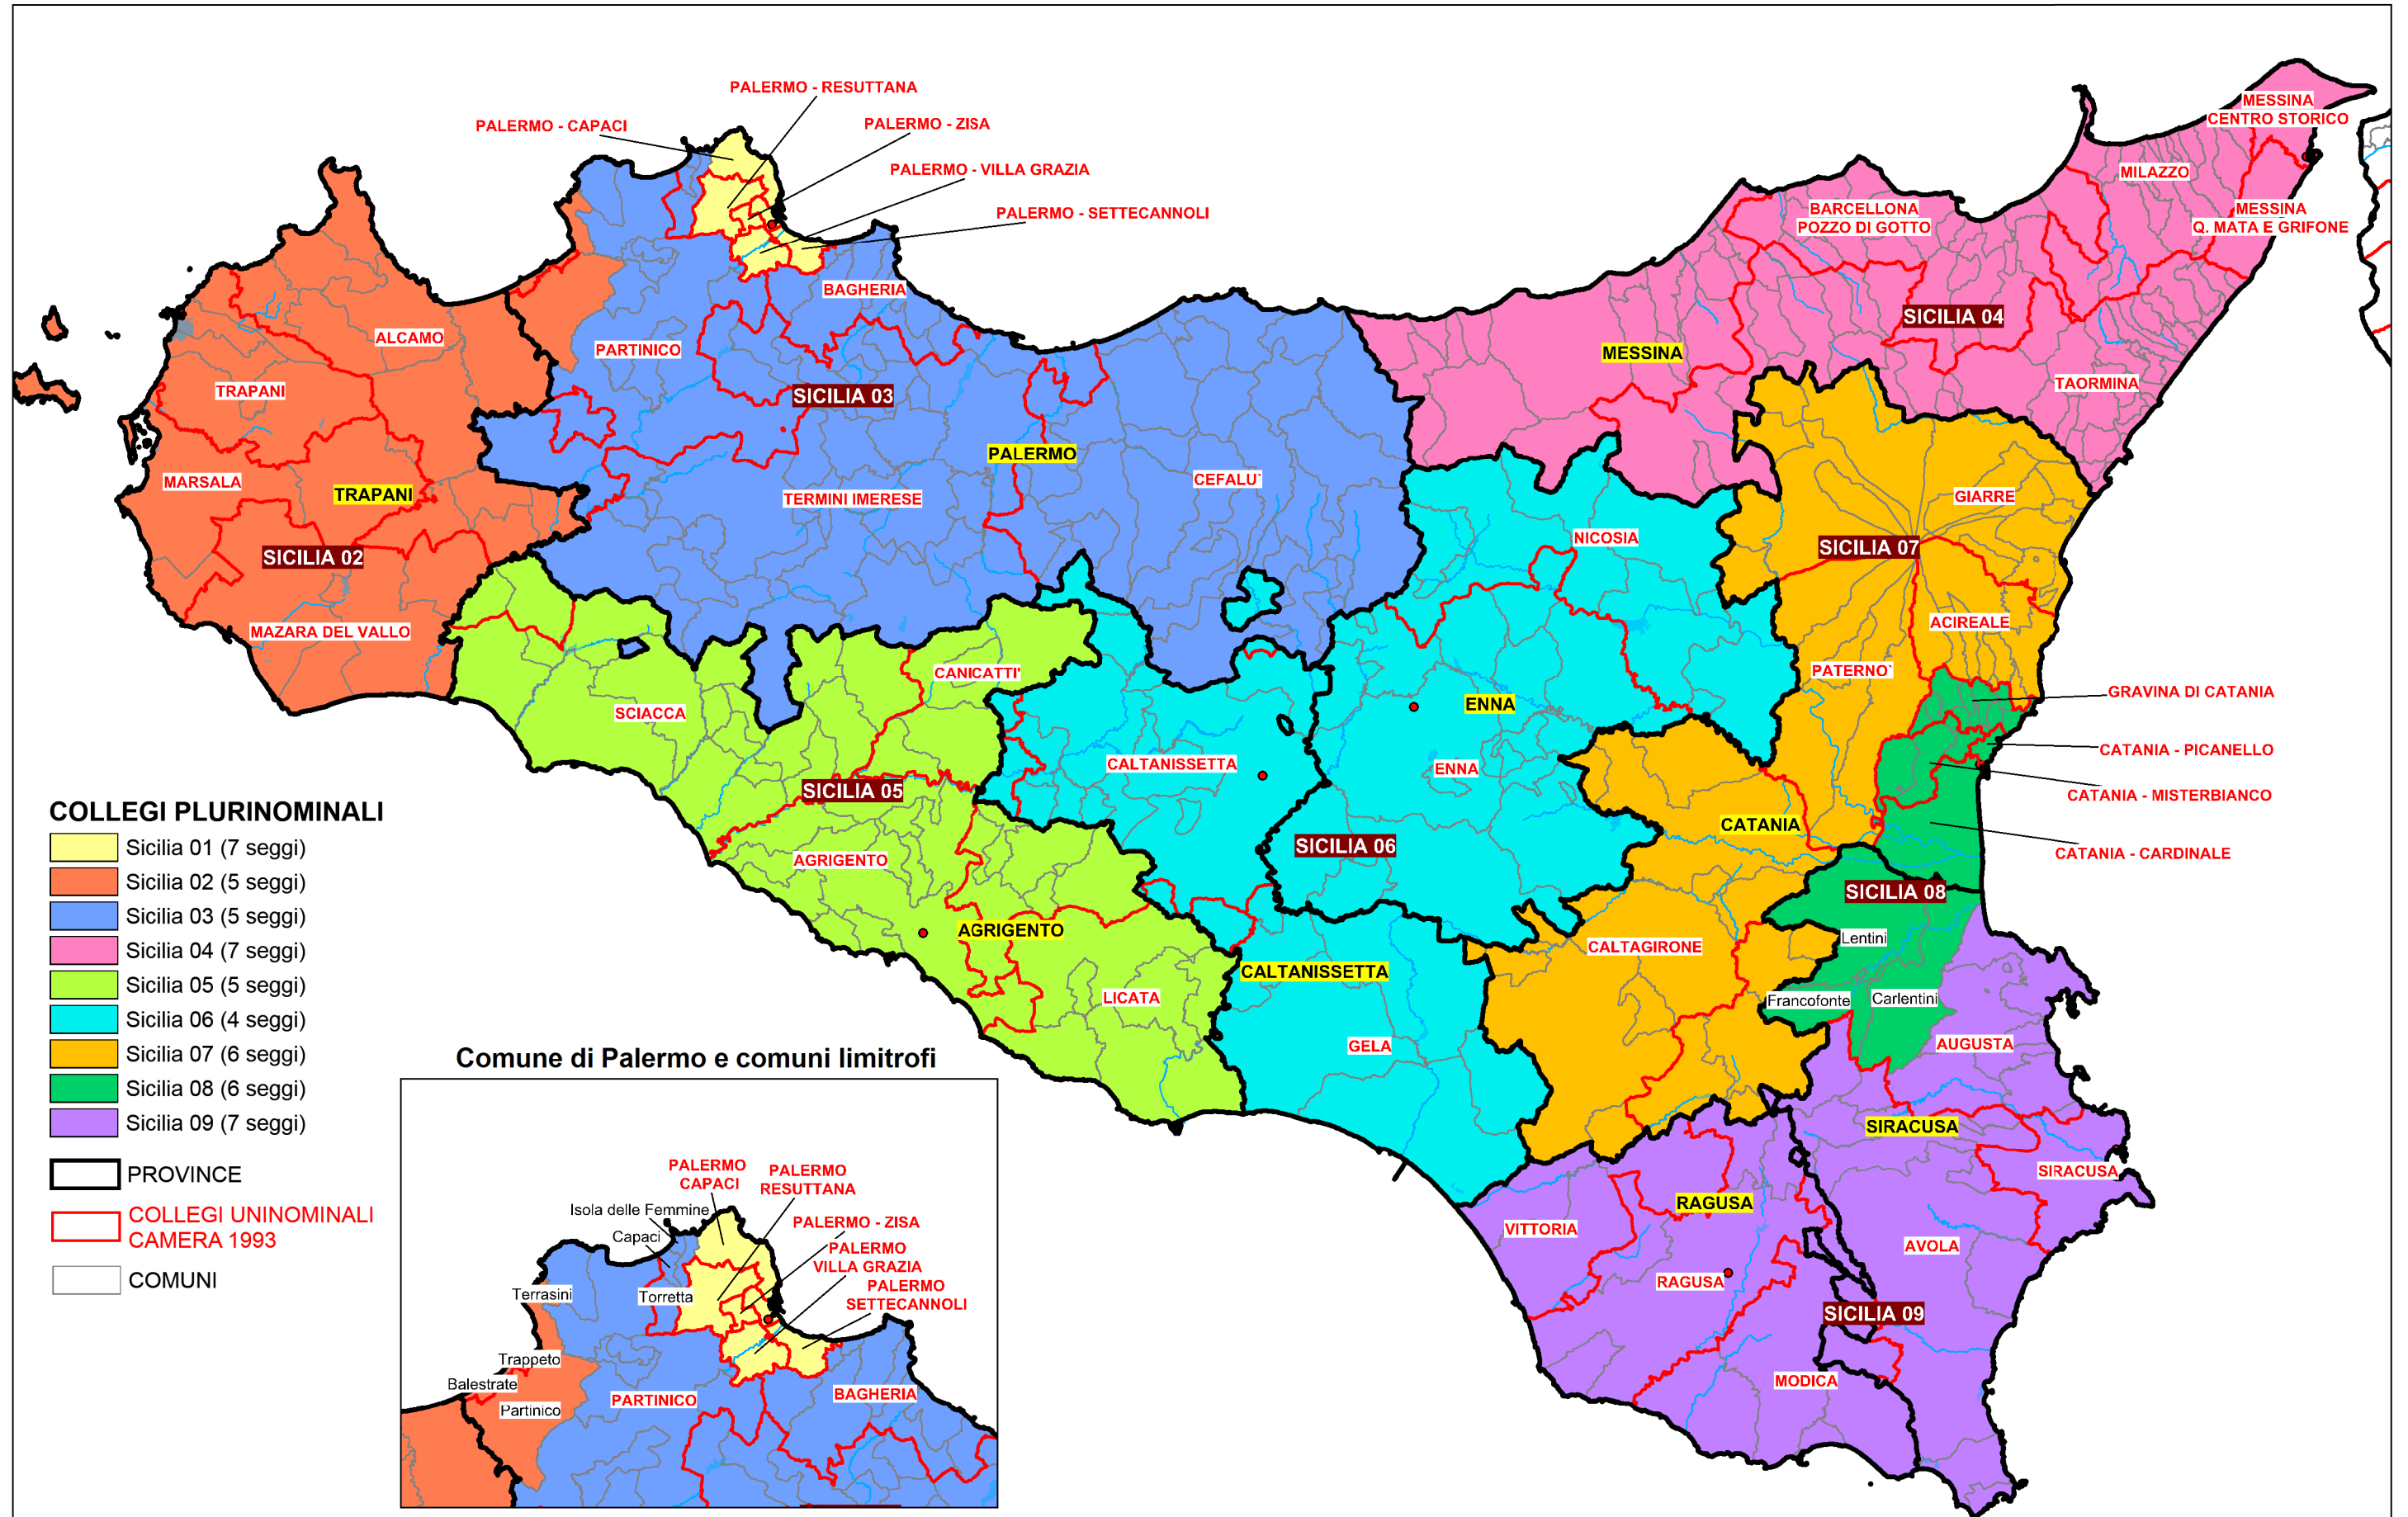 PALERMO - RESUTTANA
PALERMO - CAPACI
PALERMO - ZISA
PALERMO - VILLA GRAZIA
PALERMO - SETTECANNOLI
MESSINA
CENTRO STORICO
MILAZZO
BARCELLONA
POZZO DI GOTTO
MESSINA
Q. MATA E GRIFONE
BAGHERIA
SICILIA 04
ALCAMO
PARTINICO
MESSINA
TRAPANI
SICILIA 03
TAORMINA
PALERMO
MARSALA
TRAPANI
TERMINI IMERESE
CEFALU`
GIARRE
NICOSIA
SICILIA 02
SICILIA 07
MAZARA DEL VALLO
ACIREALE
CANICATTI'
PATERNO`
SCIACCA
ENNA
GRAVINA DI CATANIA
CATANIA - PICANELLO
CALTANISSETTA
ENNA
SICILIA 05
CATANIA - MISTERBIANCO
CATANIA
SICILIA 06
CATANIA - CARDINALE
AGRIGENTO
SICILIA 08
AGRIGENTO
Lentini
CALTAGIRONE
CALTANISSETTA
LICATA
Francofonte
Carlentini
GELA
AUGUSTA
SIRACUSA
SIRACUSA
RAGUSA
VITTORIA
AVOLA
RAGUSA
SICILIA 09
MODICA
COLLEGI PLURINOMINALI
Sicilia 01 (7 seggi)
Sicilia 02 (5 seggi)
Sicilia 03 (5 seggi)
Sicilia 04 (7 seggi)
Sicilia 05 (5 seggi)
Sicilia 06 (4 seggi)
Sicilia 07 (6 seggi)
Sicilia 08 (6 seggi)
Sicilia 09 (7 seggi)
PROVINCE
COLLEGI UNINOMINALI
CAMERA 1993
COMUNI
Comune di Palermo e comuni limitrofi
PALERMO
CAPACI
PALERMO
RESUTTANA
Isola delle Femmine
PALERMO - ZISA
Capaci
PALERMO
VILLA GRAZIA
Terrasini
Torretta
PALERMO
SETTECANNOLI
Trappeto
Balestrate
PARTINICO
BAGHERIA
Partinico